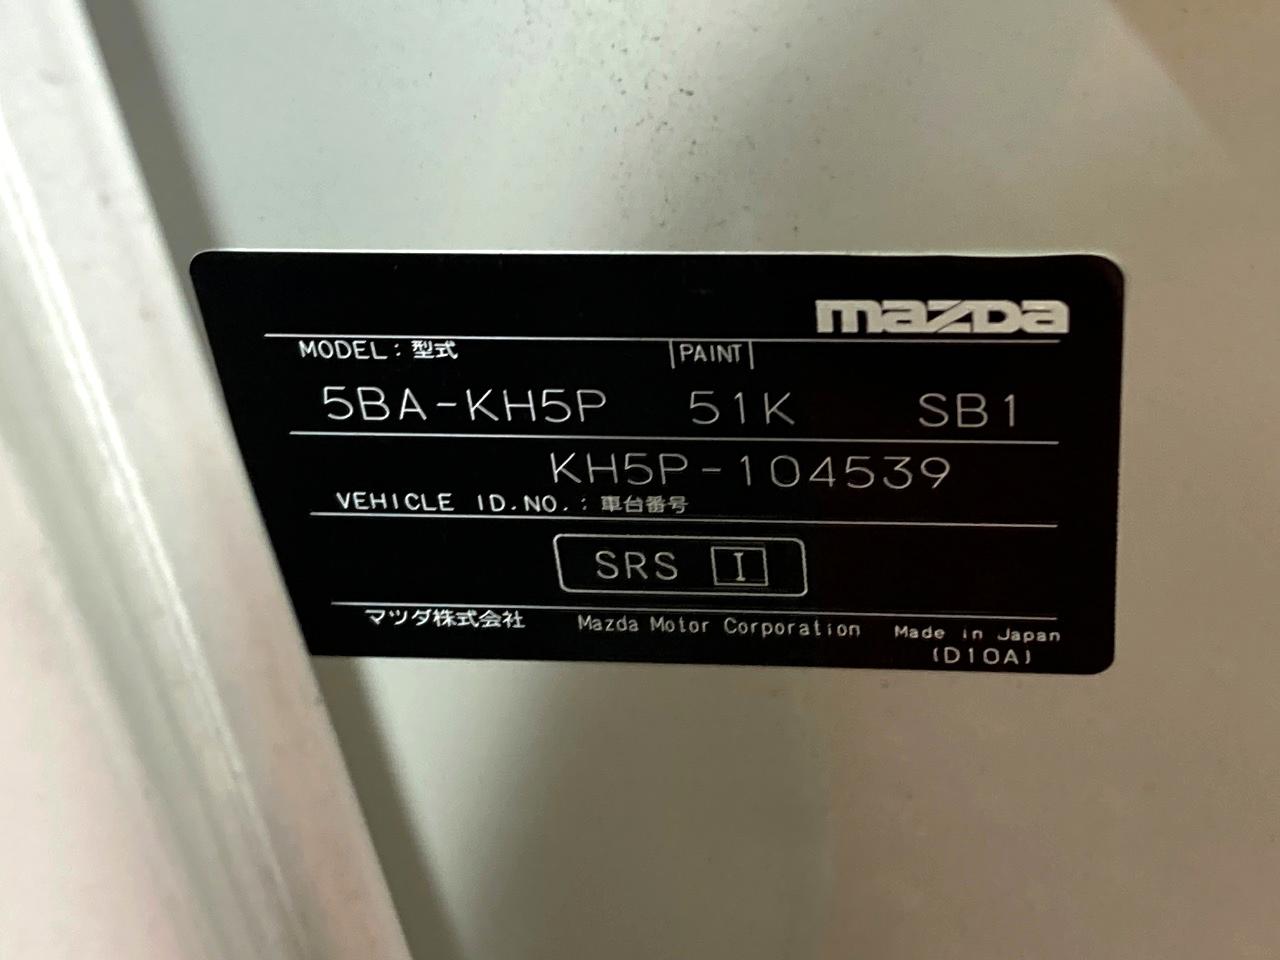 mazda
MODEL : 型式 PAINT
5BA-KH5P 51K SB1
KH5P-104539
VEHICLE ID.NO. : 車台番号
SRS I
マツダ株式会社 Mazda Motor Corporation Made in Japan
(D10A)